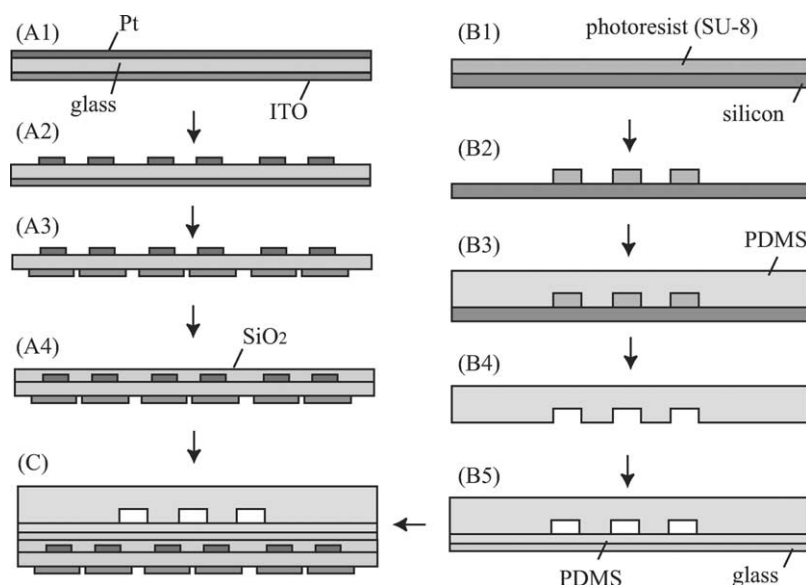 (A1)
Pt
glass
ITO
(A2)
(A3)
(A4)
SiO2
(C)
(B1)
photoresist (SU-8)
silicon
(B2)
(B3)
PDMS
(B4)
(B5)
PDMS
glass